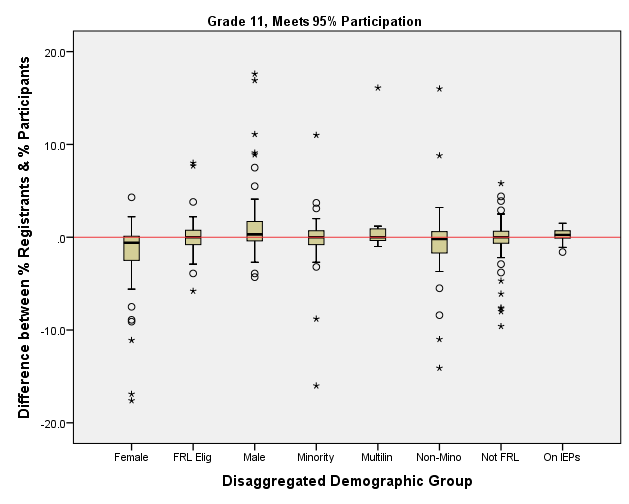 Grade 11, Meets 95% Participation
Difference between % Registrants & % Participants
20.0
10.0
.0
-10.0
-20.0
Female FRL Elig Male Minority Multilin Non-Mino Not FRL On IEPs
Disaggregated Demographic Group